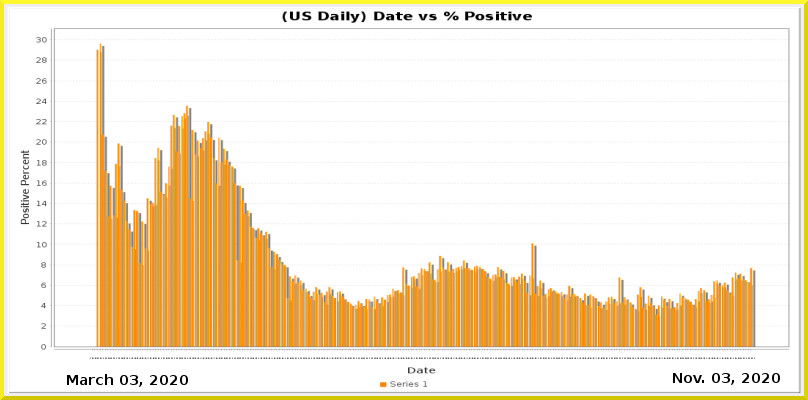 (US Daily) Date vs % Positive
30
28
26
24
22
20
18
16
14
12
10
8
6
4
2
0
Positive Percent
Date
March 03, 2020
Nov. 03, 2020
Series 1